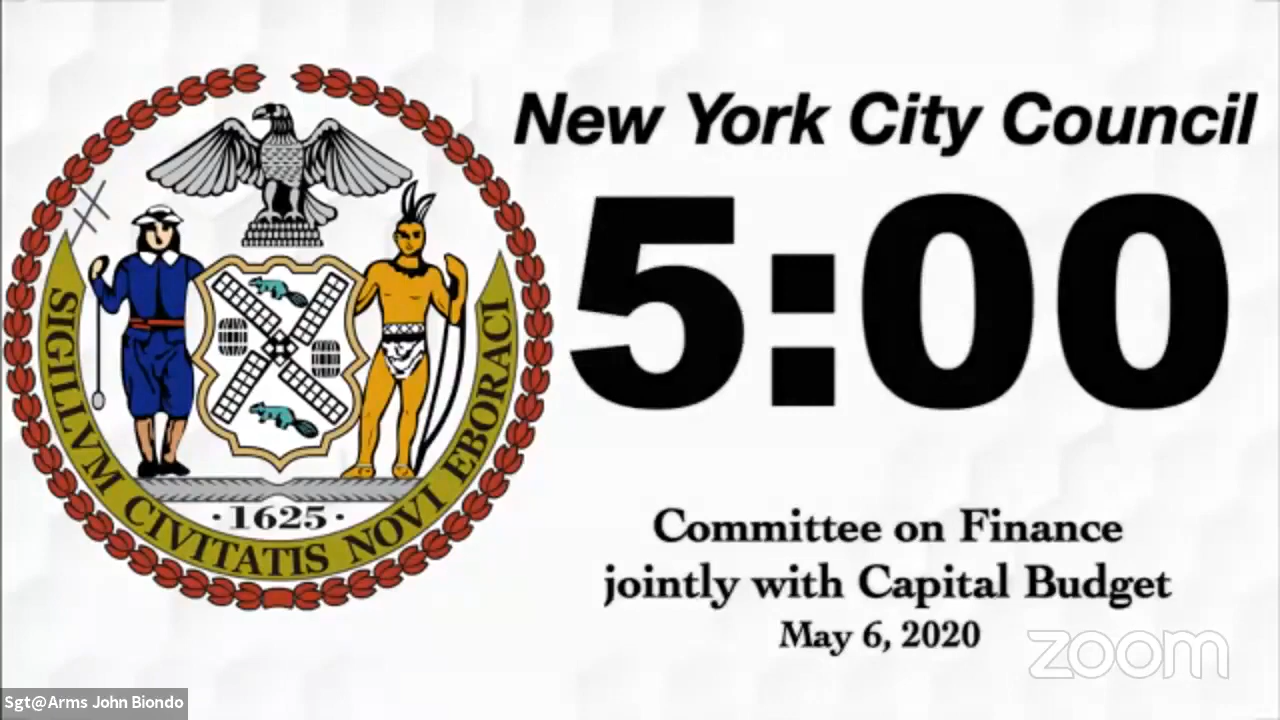 New York City Council
5:00
SIGILLVM CIVITATIS NOVI EBORACI
· 1625 ·
Committee on Finance
jointly with Capital Budget
May 6, 2020
zoom
Sgt@Arms John Biondo